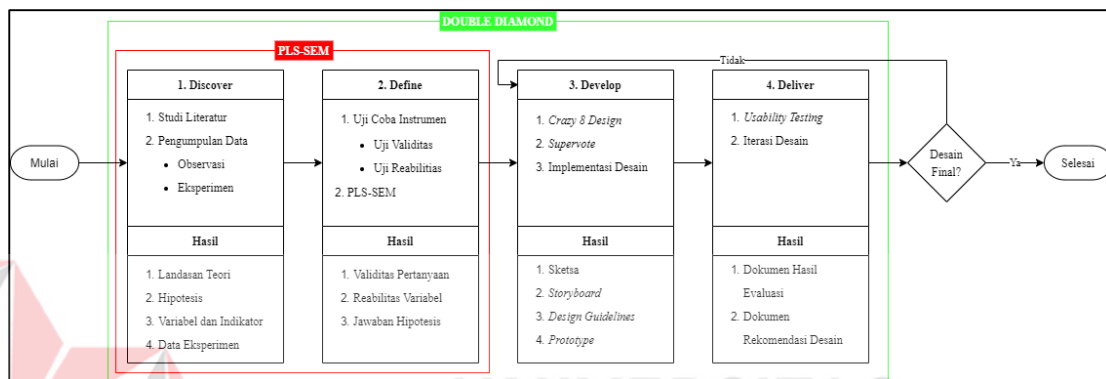 DOUBLE DIAMOND
PLS-SEM
Mulai
1. Discover
1. Studi Literatur
2. Pengumpulan Data
• Observasi
• Eksperimen
Hasil
1. Landasan Teori
2. Hipotesis
3. Variabel dan Indikator
4. Data Eksperimen
2. Define
1. Uji Coba Instrumen
• Uji Validitas
• Uji Reabilitias
2. PLS-SEM
Hasil
1. Validitas Pertanyaan
2. Reabilitas Variabel
3. Jawaban Hipotesis
3. Develop
1. Crazy 8 Design
2. Supervote
3. Implementasi Desain
Hasil
1. Sketsa
2. Storyboard
3. Design Guidelines
4. Prototype
4. Deliver
1. Usability Testing
2. Iterasi Desain
Hasil
1. Dokumen Hasil
Evaluasi
2. Dokumen
Rekomendasi Desain
Tidak
Desain
Final?
Ya
Selesai